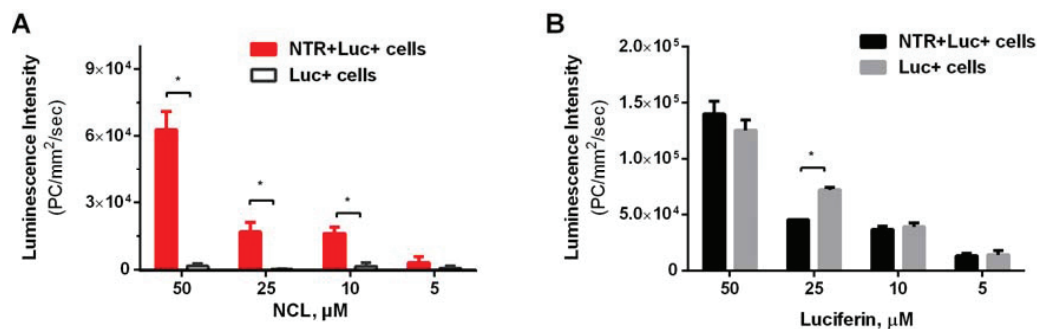 A
NTR+Luc+ cells
Luc+ cells
Luminescence Intensity
(PC/mm²/sec)
9×10⁴
6×10⁴
3×10⁴
0
*
*
*
50 25 10 5
NCL, µM
B
NTR+Luc+ cells
Luc+ cells
Luminescence Intensity
(PC/mm²/sec)
2.0×10⁵
1.5×10⁵
1.0×10⁵
5.0×10⁴
0
*
50 25 10 5
Luciferin, µM